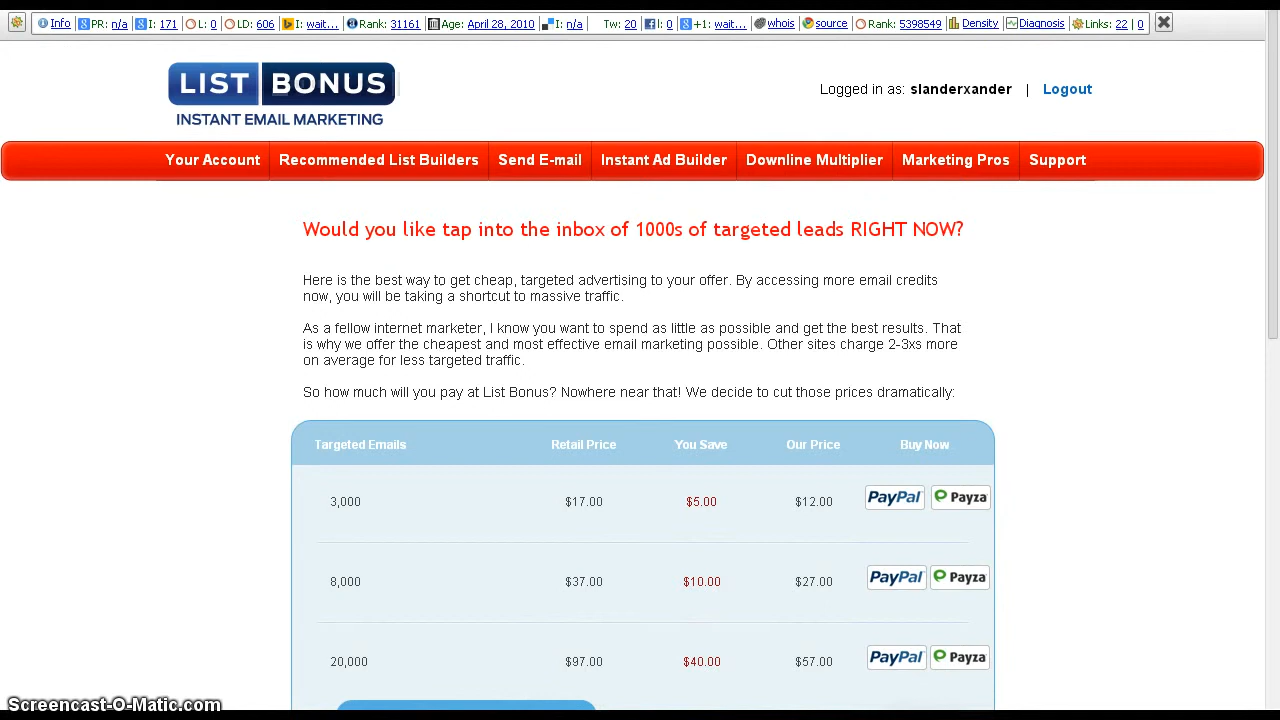 Info PR: n/a I: 171 L: 0 LD: 606 I: wait... Rank: 31161 Age: April 28, 2010 I: n/a Tw: 20 I: 0 +1: wait... whois source Rank: 5398549 Density Diagnosis Links: 22 | 0
LIST BONUS
INSTANT EMAIL MARKETING
Logged in as: slanderxander | Logout
Your Account Recommended List Builders Send E-mail Instant Ad Builder Downline Multiplier Marketing Pros Support
Would you like tap into the inbox of 1000s of targeted leads RIGHT NOW?
Here is the best way to get cheap, targeted advertising to your offer. By accessing more email credits
now, you will be taking a shortcut to massive traffic.
As a fellow internet marketer, I know you want to spend as little as possible and get the best results. That
is why we offer the cheapest and most effective email marketing possible. Other sites charge 2-3xs more
on average for less targeted traffic.
So how much will you pay at List Bonus? Nowhere near that! We decide to cut those prices dramatically:
Targeted Emails Retail Price You Save Our Price Buy Now
3,000 $17.00 $5.00 $12.00 PayPal Payza
8,000 $37.00 $10.00 $27.00 PayPal Payza
20,000 $97.00 $40.00 $57.00 PayPal Payza
Screencast-O-Matic.com